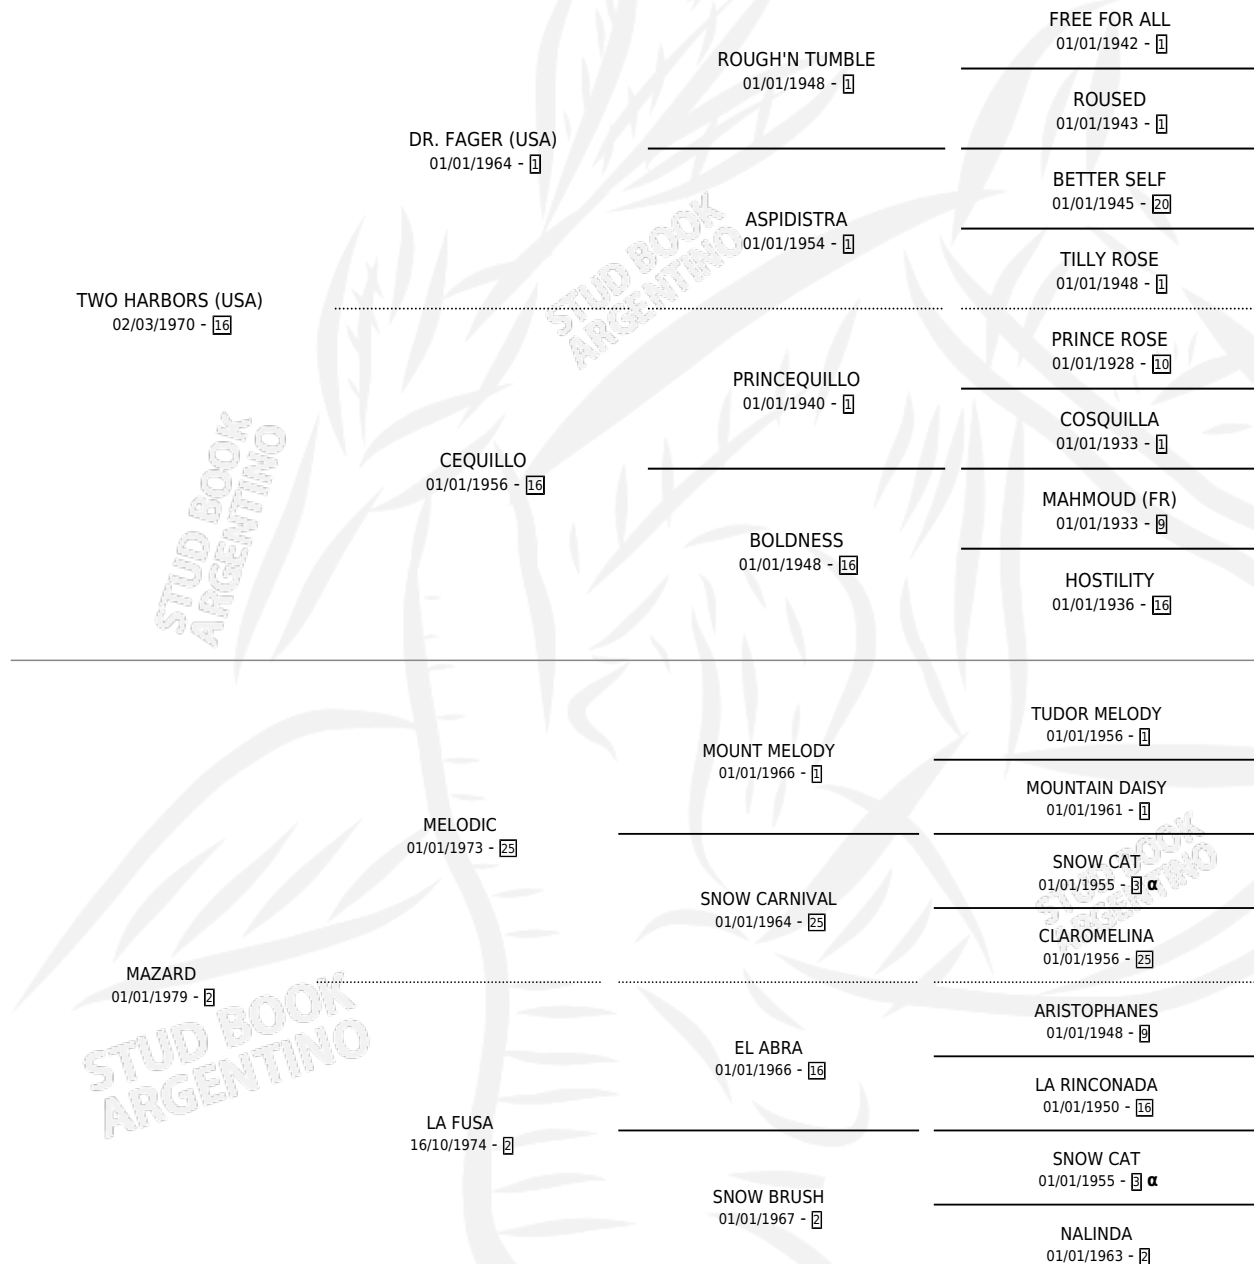 TWO HARBORS (USA)
02/03/1970 - 16
DR. FAGER (USA)
01/01/1964 - 1
ROUGH'N TUMBLE
01/01/1948 - 1
FREE FOR ALL
01/01/1942 - 1
ROUSED
01/01/1943 - 1
ASPIDISTRA
01/01/1954 - 1
BETTER SELF
01/01/1945 - 20
TILLY ROSE
01/01/1948 - 1
CEQUILLO
01/01/1956 - 16
PRINCEQUILLO
01/01/1940 - 1
PRINCE ROSE
01/01/1928 - 10
COSQUILLA
01/01/1933 - 1
BOLDNESS
01/01/1948 - 16
MAHMOUD (FR)
01/01/1933 - 9
HOSTILITY
01/01/1936 - 16
MAZARD
01/01/1979 - 2
MELODIC
01/01/1973 - 25
MOUNT MELODY
01/01/1966 - 1
TUDOR MELODY
01/01/1956 - 1
MOUNTAIN DAISY
01/01/1961 - 1
SNOW CARNIVAL
01/01/1964 - 25
SNOW CAT
01/01/1955 - 3 α
CLAROMELINA
01/01/1956 - 25
LA FUSA
16/10/1974 - 2
EL ABRA
01/01/1966 - 16
ARISTOPHANES
01/01/1948 - 9
LA RINCONADA
01/01/1950 - 16
SNOW BRUSH
01/01/1967 - 2
SNOW CAT
01/01/1955 - 3 α
NALINDA
01/01/1963 - 2
STUD BOOK
ARGENTINO
STUD BOOK
ARGENTINO
STUD BOOK
ARGENTINO
STUD BOOK
ARGENTINO